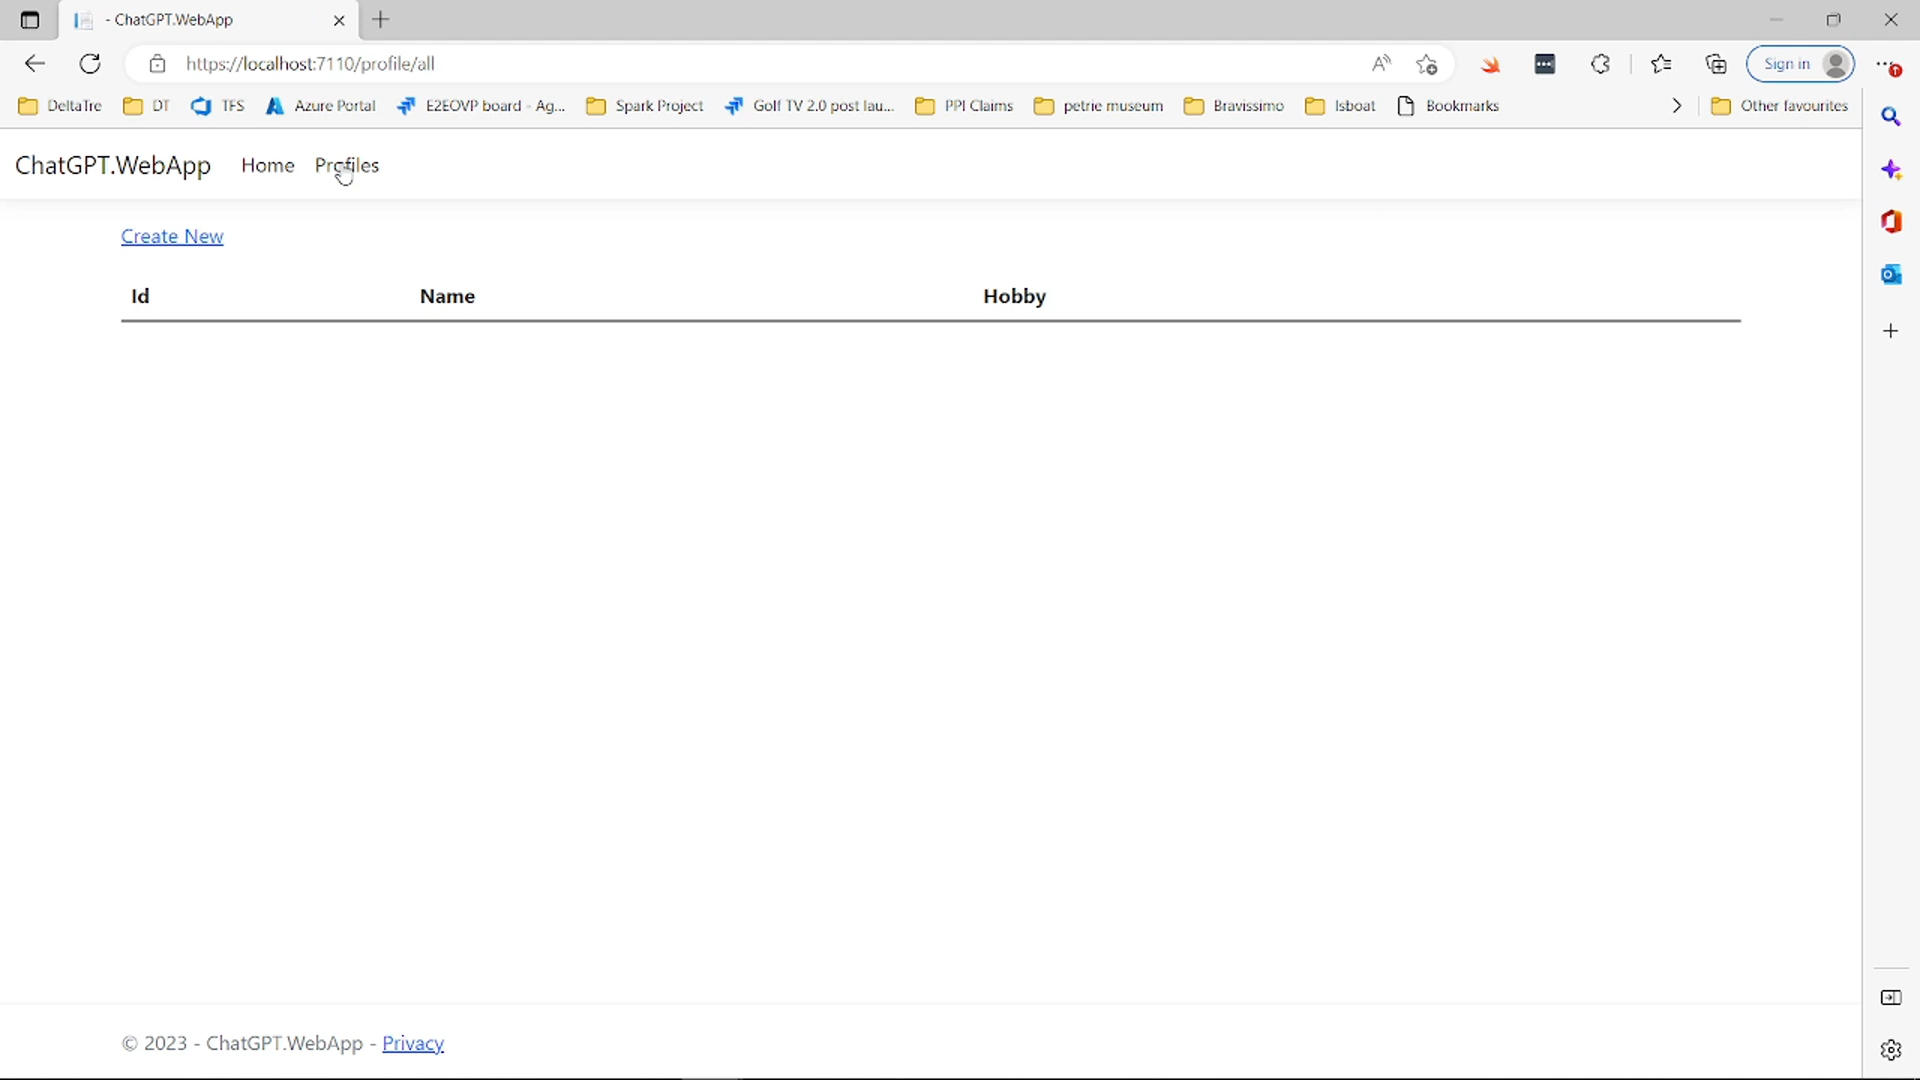 - ChatGPT.WebApp
https://localhost:7110/profile/all
Sign in
DeltaTre DT TFS Azure Portal E2EOVP board - Ag... Spark Project Golf TV 2.0 post lau... PPI Claims petrie museum Bravissimo Isboat Bookmarks Other favourites
ChatGPT.WebApp Home Profiles
Create New
Id Name Hobby
© 2023 - ChatGPT.WebApp - Privacy